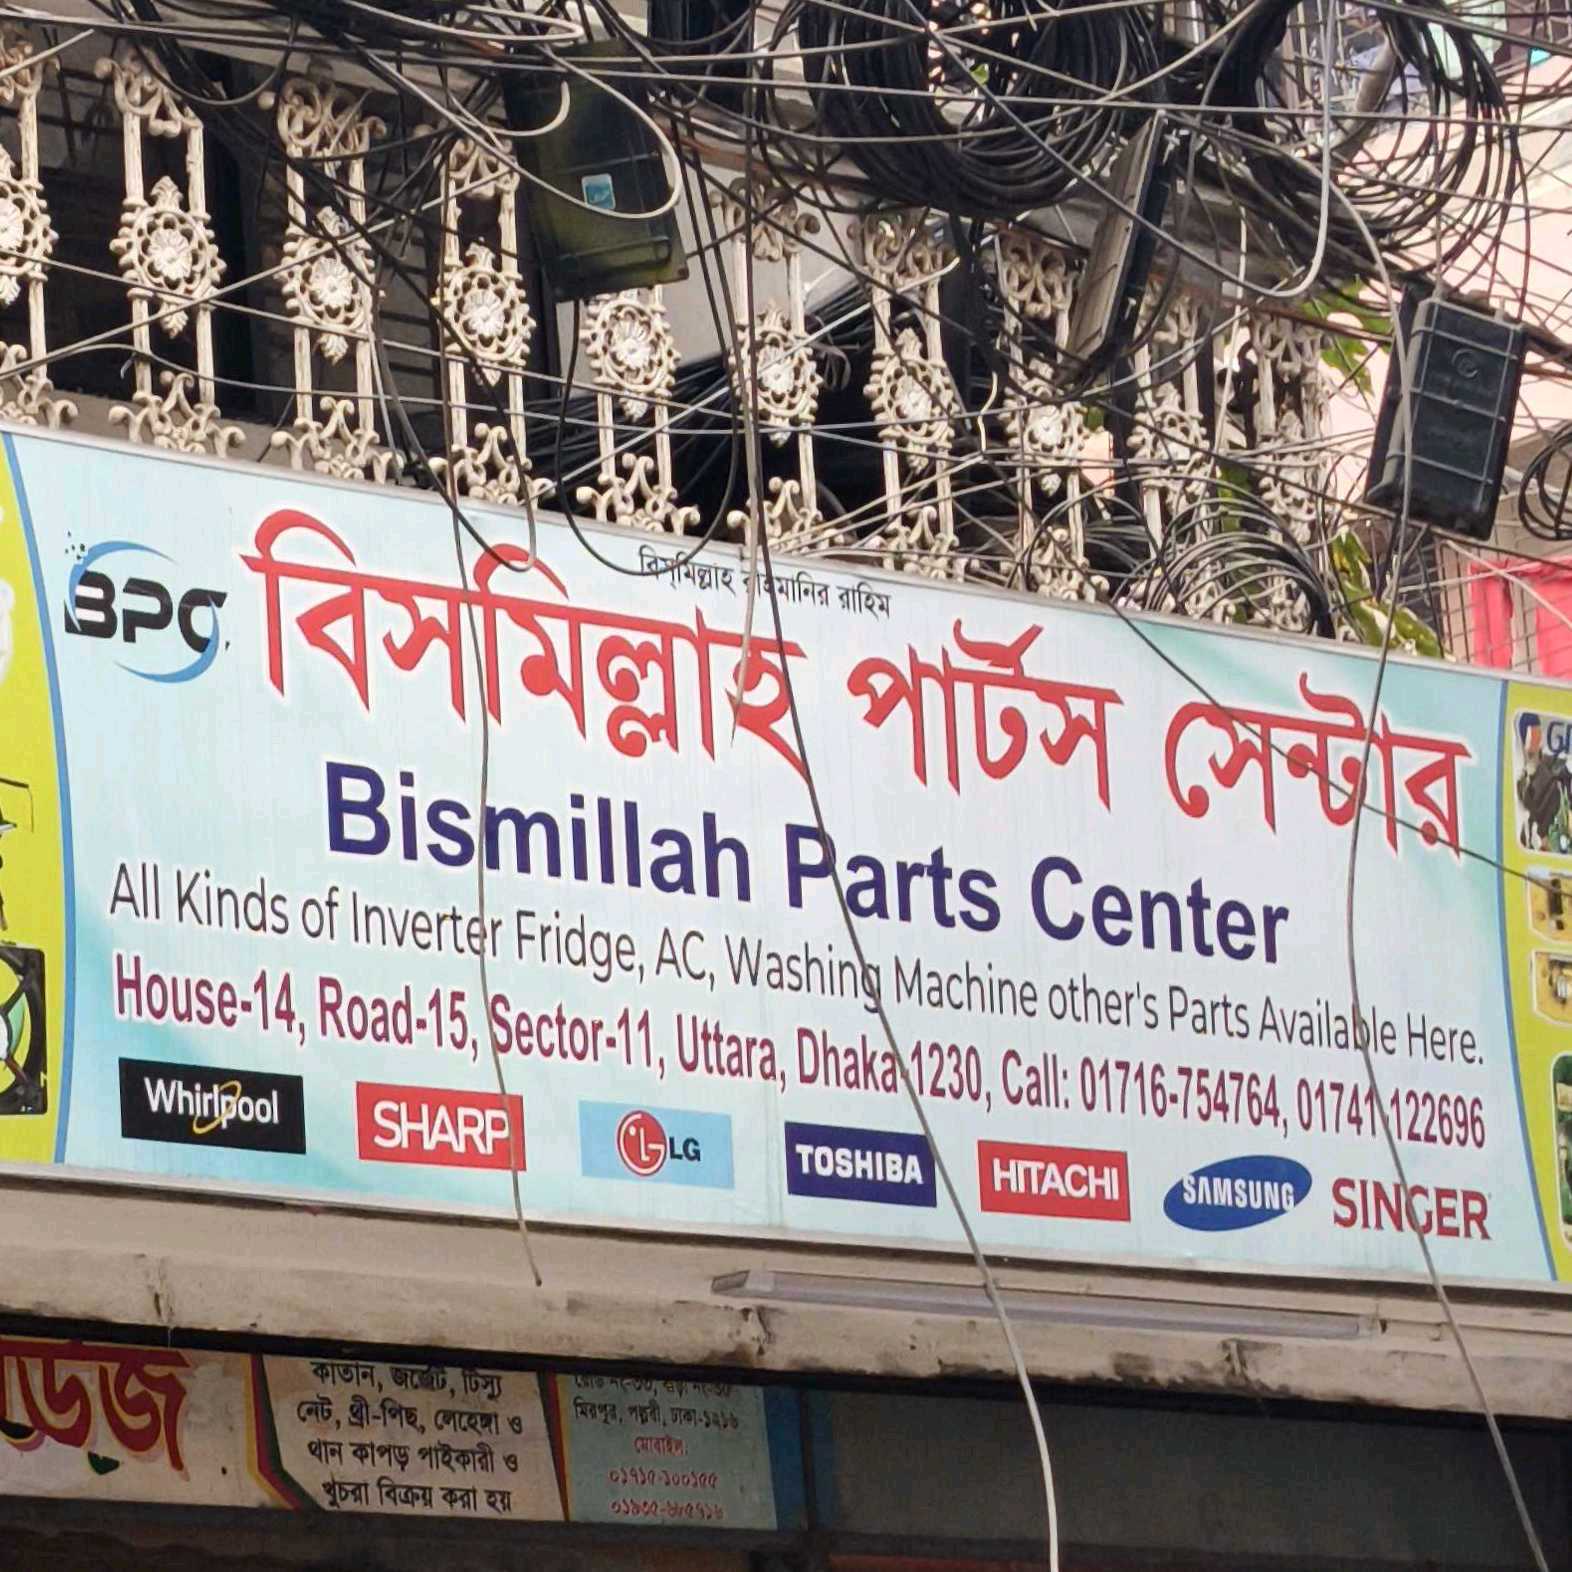 বিস্‌মিল্লাহ রাহমানির রাহিম
BPC
বিসমিল্লাহ পার্টস সেন্টার
Bismillah Parts Center
All Kinds of Inverter Fridge, AC, Washing Machine other's Parts Available Here.
House-14, Road-15, Sector-11, Uttara, Dhaka-1230, Call: 01716-754764, 01741-122696
Whirlpool
SHARP
LG LG
TOSHIBA
HITACHI
SAMSUNG
SINGER
কাতান, জর্জেট, টিস্যু
নেট, থ্রী-পিছ, লেহেঙ্গা ও
থান কাপড় পাইকারী ও
খুচরা বিক্রয় করা হয়
মিরপুর, পল্লবী, ঢাকা-১২১৬
মোবাইল: